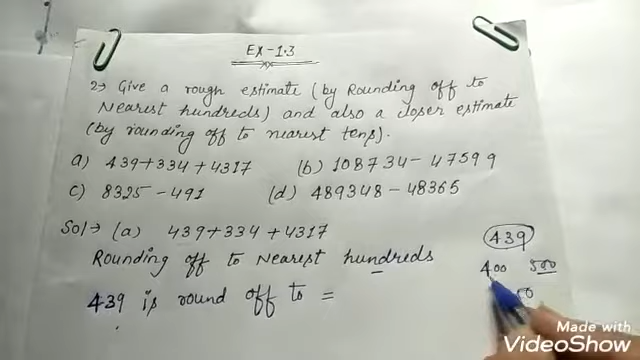 Ex-1.3
2→ Give a rough estimate (by Rounding off to
Nearest hundreds) and also a closer estimate
(by rounding off to nearest tens).
a) 439+334+4317 (b) 108734-47599
c) 8325-491 (d) 489348-48365
Sol→ (a) 439+334+4317
439
Rounding off to Nearest hundreds
400 500
439 is round off to =
50
Made with
VideoShow